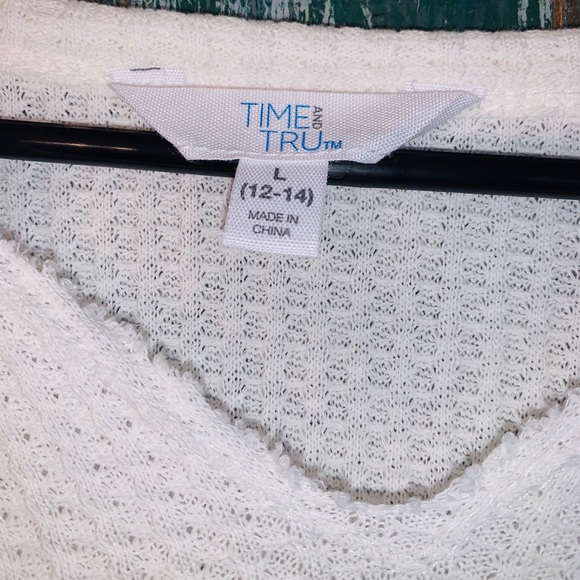 TIME AND
TRU™
L
(12-14)
MADE IN
CHINA